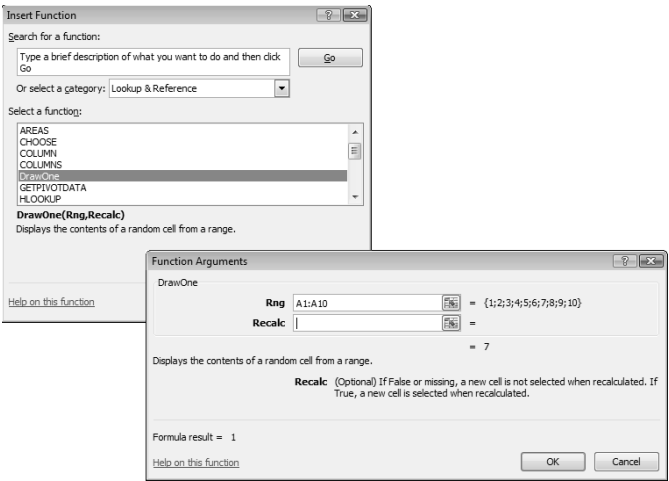 Insert Function
Search for a function:
Type a brief description of what you want to do and then click
Go
Go
Or select a category: Lookup & Reference
Select a function:
AREAS
CHOOSE
COLUMN
COLUMNS
DrawOne
GETPIVOTDATA
HLOOKUP
DrawOne(Rng,Recalc)
Displays the contents of a random cell from a range.
Help on this function
Function Arguments
DrawOne
Rng A1:A10 = {1;2;3;4;5;6;7;8;9;10}
Recalc =
= 7
Displays the contents of a random cell from a range.
Recalc (Optional) If False or missing, a new cell is not selected when recalculated. If
True, a new cell is selected when recalculated.
Formula result = 1
Help on this function
OK Cancel